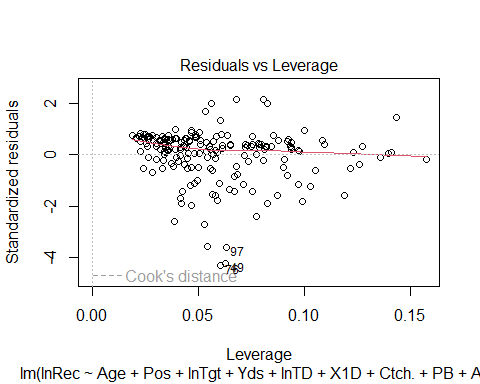 Residuals vs Leverage
Standardized residuals
2
0
-2
-4
97
Cook's distance
0.00
0.05
0.10
0.15
Leverage
lm(lnRec ~ Age + Pos + lnTgt + Yds + lnTD + X1D + Ctch. + PB + A